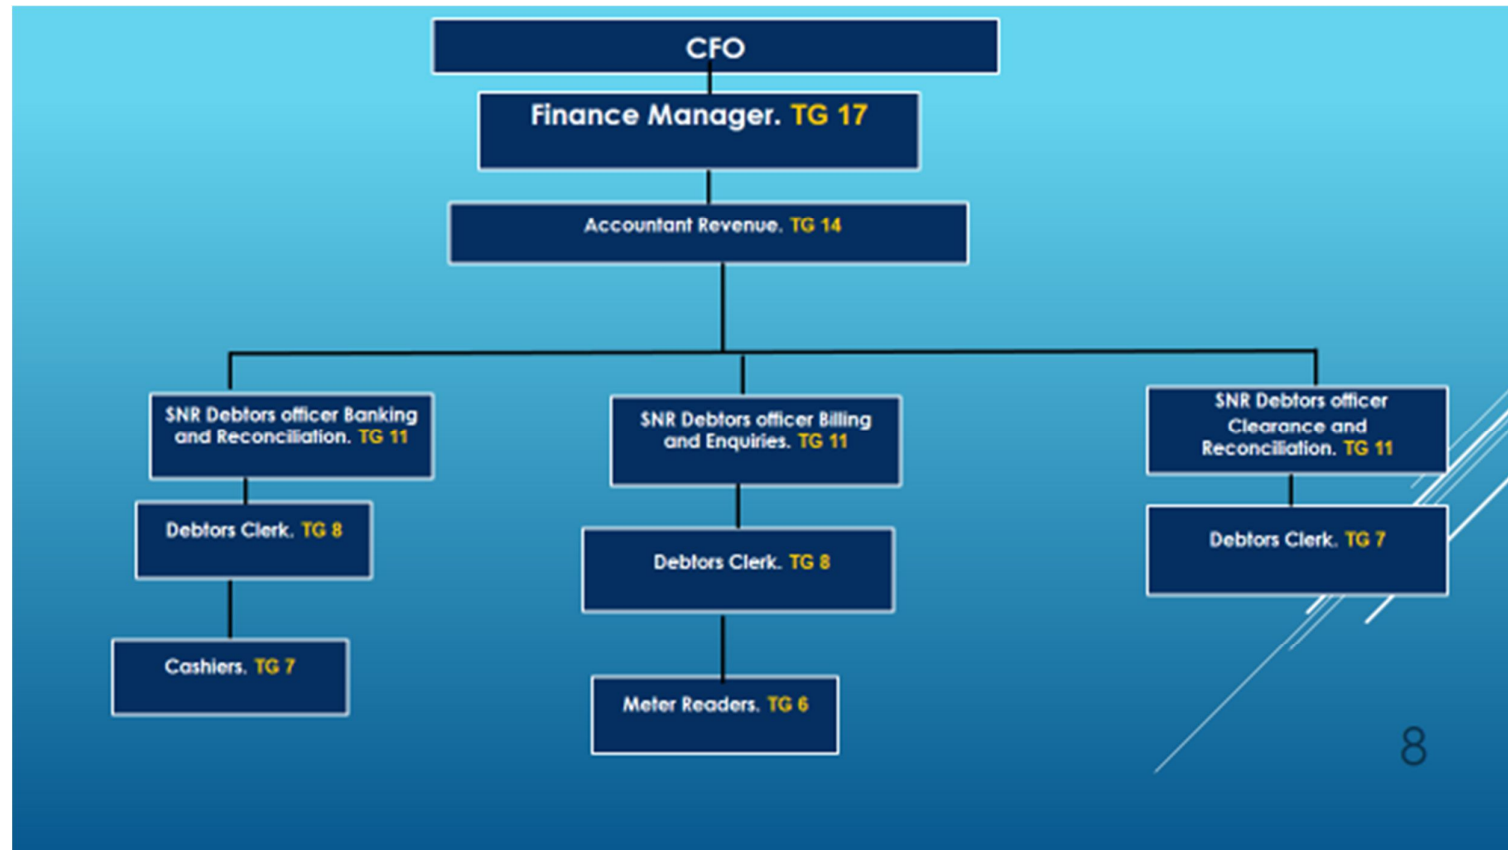 CFO
Finance Manager. TG 17
Accountant Revenue. TG 14
SNR Debtors officer Banking
and Reconciliation. TG 11
Debtors Clerk. TG 8
Cashiers. TG 7
SNR Debtors officer Billing
and Enquiries. TG 11
Debtors Clerk. TG 8
Meter Readers. TG 6
SNR Debtors officer
Clearance and
Reconciliation. TG 11
Debtors Clerk. TG 7
8